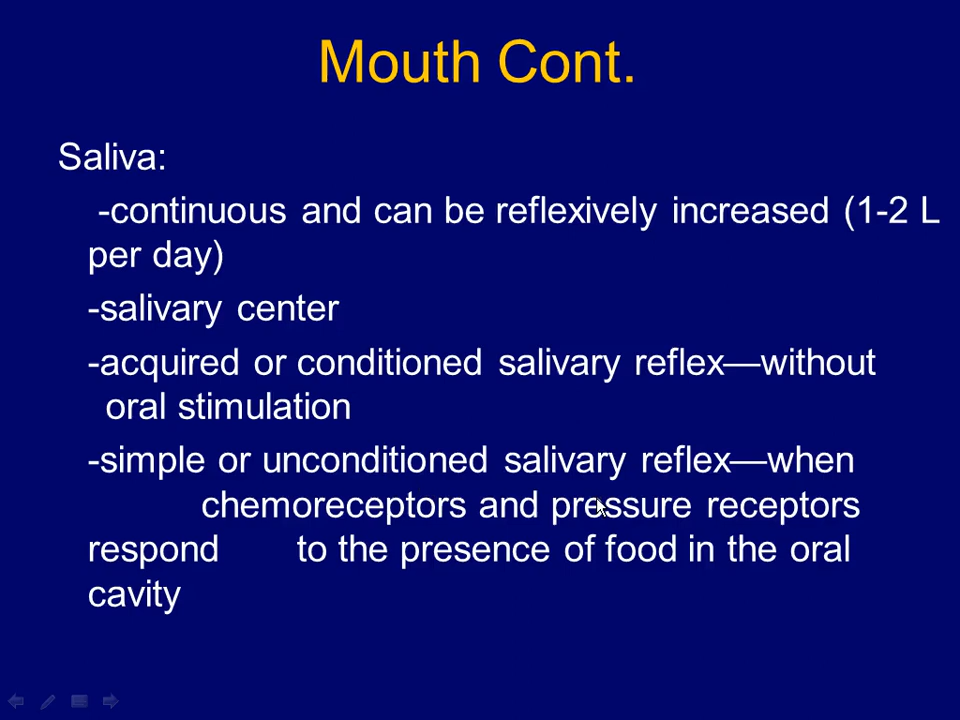 Mouth Cont.
Saliva:
-continuous and can be reflexively increased (1-2 L
per day)
-salivary center
-acquired or conditioned salivary reflex—without
oral stimulation
-simple or unconditioned salivary reflex—when
chemoreceptors and pressure receptors
respond to the presence of food in the oral
cavity